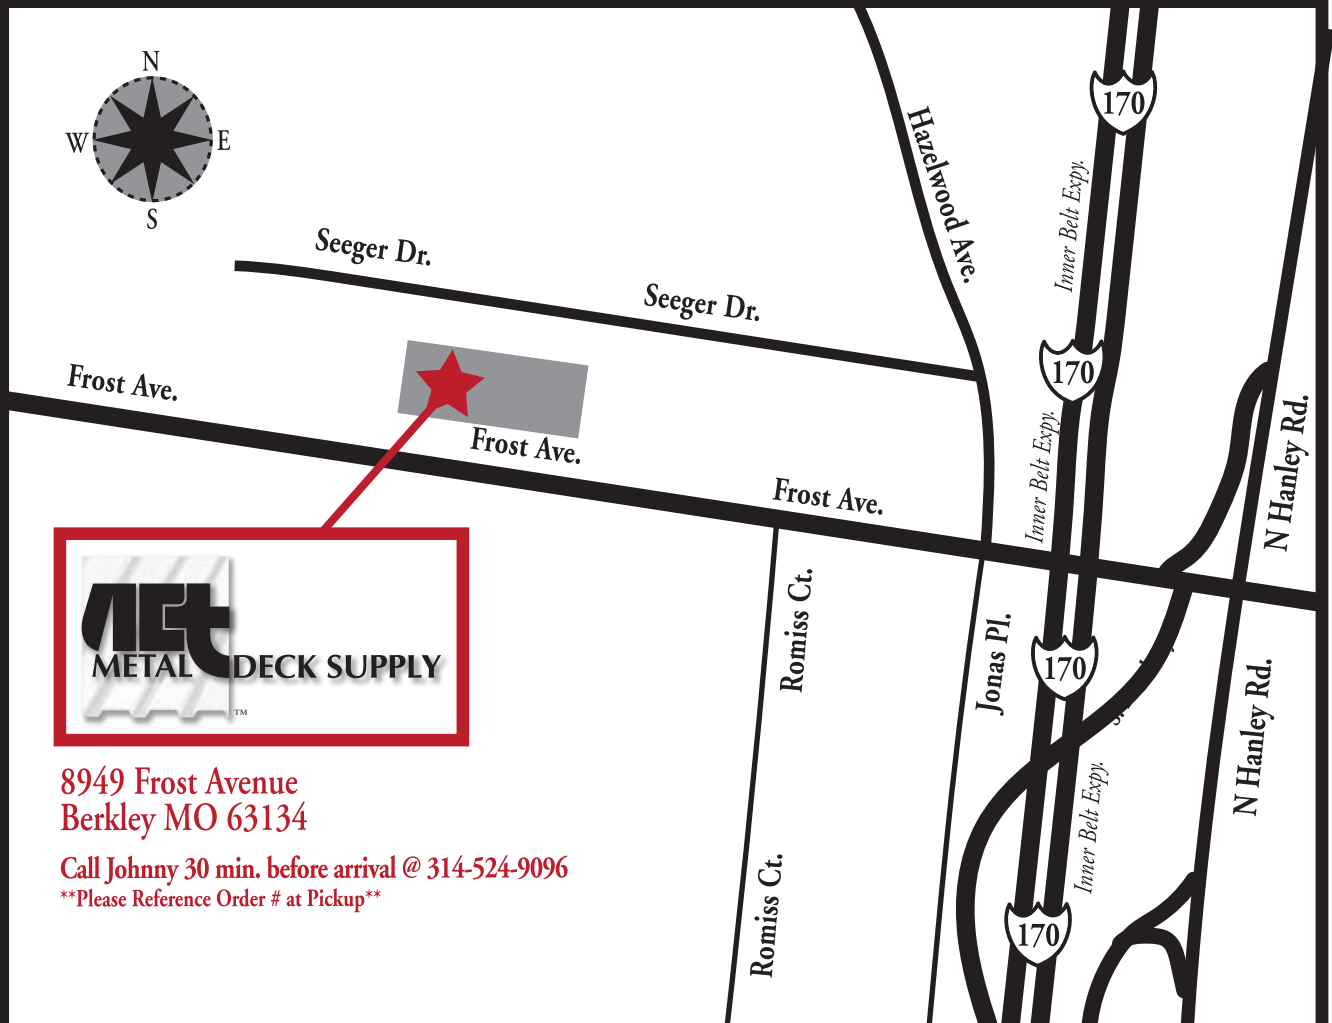 N
W
E
S
170
Hazelwood Ave.
Inner Belt Expy.
Seeger Dr.
Seeger Dr.
170
Frost Ave.
Frost Ave.
Frost Ave.
Inner Belt Expy.
N Hanley Rd.
Romiss Ct.
Jonas Pl.
170
N Hanley Rd.
METAL DECK SUPPLY
TM
8949 Frost Avenue
Berkley MO 63134
Inner Belt Expy.
Call Johnny 30 min. before arrival @ 314-524-9096
**Please Reference Order # at Pickup**
Romiss Ct.
170